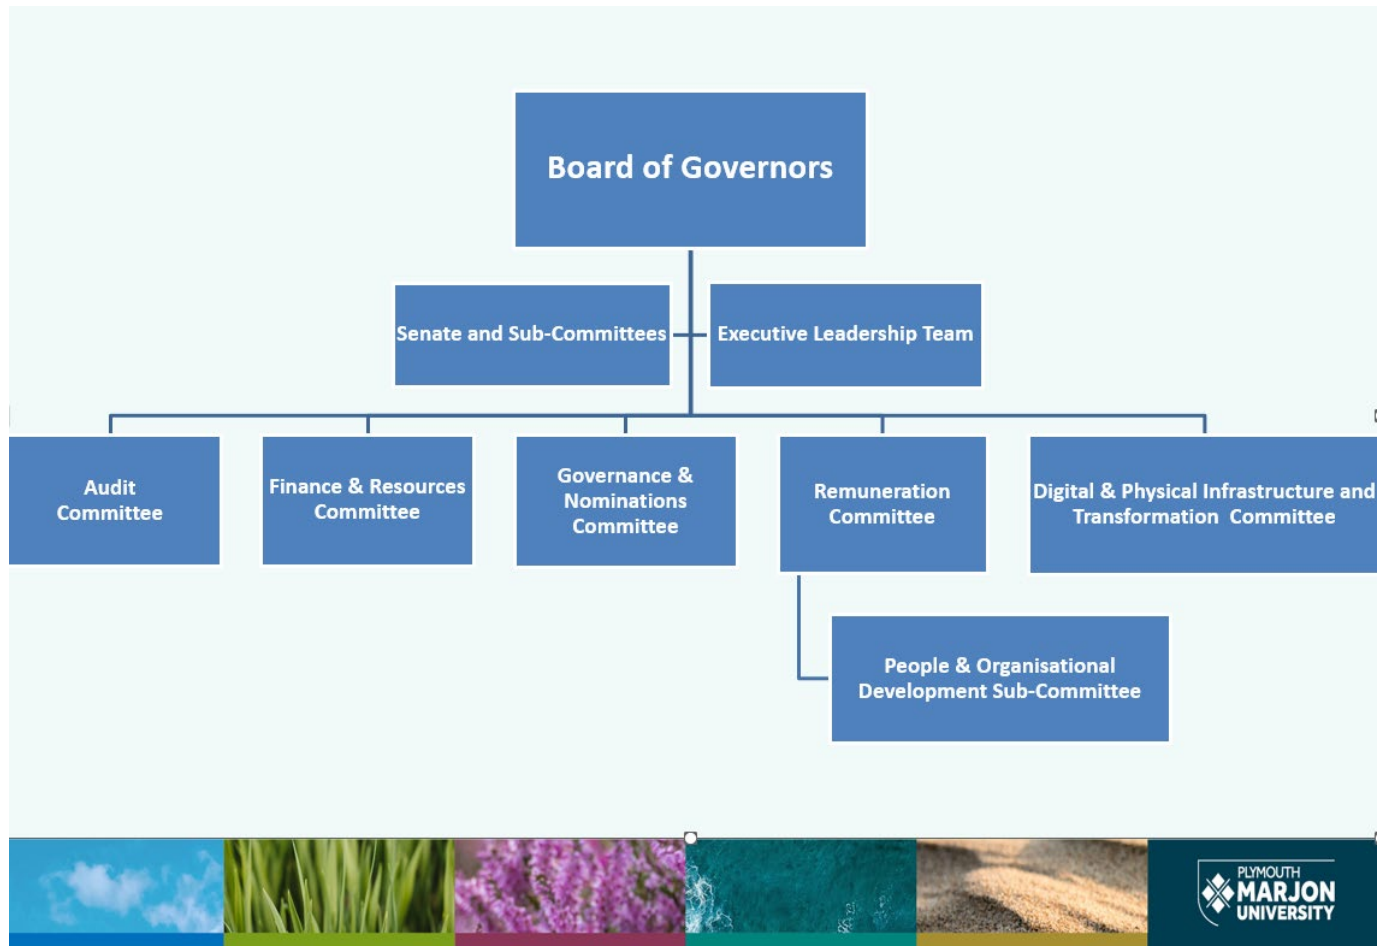 Board of Governors
Senate and Sub-Committees
Executive Leadership Team
Audit
Committee
Finance & Resources
Committee
Governance &
Nominations
Committee
Remuneration
Committee
Digital & Physical Infrastructure and
Transformation Committee
People & Organisational
Development Sub-Committee
PLYMOUTH
MARJON
UNIVERSITY